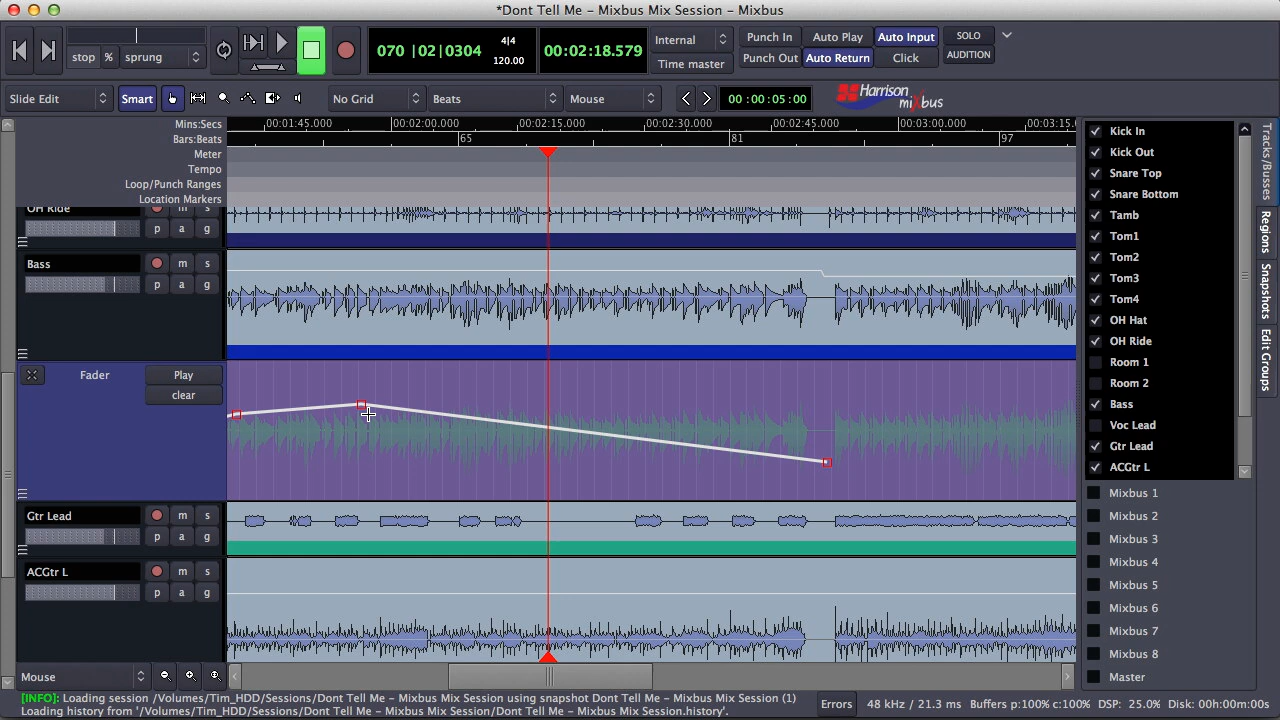 *Dont Tell Me – Mixbus Mix Session – Mixbus
stop % sprung
070 |02|0304 4|4 120.00 00:02:18.579
Internal
Time master
Punch In Auto Play Auto Input
Punch Out Auto Return Click
SOLO
AUDITION
Slide Edit Smart No Grid Beats Mouse 00:00:05:00 Harrison mixbus
Mins:Secs 00:01:45.000 00:02:00.000 00:02:15.000 00:02:30.000 00:02:45.000 00:03:00.000 00:03:15.
Bars:Beats 65 81 97
Meter
Tempo
Loop/Punch Ranges
Location Markers
OH Ride m s
p a g
Bass m s
p a g
Fader Play
clear
Gtr Lead m s
p a g
ACGtr L m s
p a g
Mouse
Kick In
Kick Out
Snare Top
Snare Bottom
Tamb
Tom1
Tom2
Tom3
Tom4
OH Hat
OH Ride
Room 1
Room 2
Bass
Voc Lead
Gtr Lead
ACGtr L
Mixbus 1
Mixbus 2
Mixbus 3
Mixbus 4
Mixbus 5
Mixbus 6
Mixbus 7
Mixbus 8
Master
Tracks/Busses
Regions
Snapshots
Edit Groups
[INFO]: Loading session /Volumes/Tim_HDD/Sessions/Dont Tell Me – Mixbus Mix Session using snapshot Dont Tell Me – Mixbus Mix Session (1)
Loading history from '/Volumes/Tim_HDD/Sessions/Dont Tell Me – Mixbus Mix Session/Dont Tell Me – Mixbus Mix Session.history'.
Errors 48 kHz / 21.3 ms Buffers p:100% c:100% DSP: 25.0% Disk: 00h:00m:00s